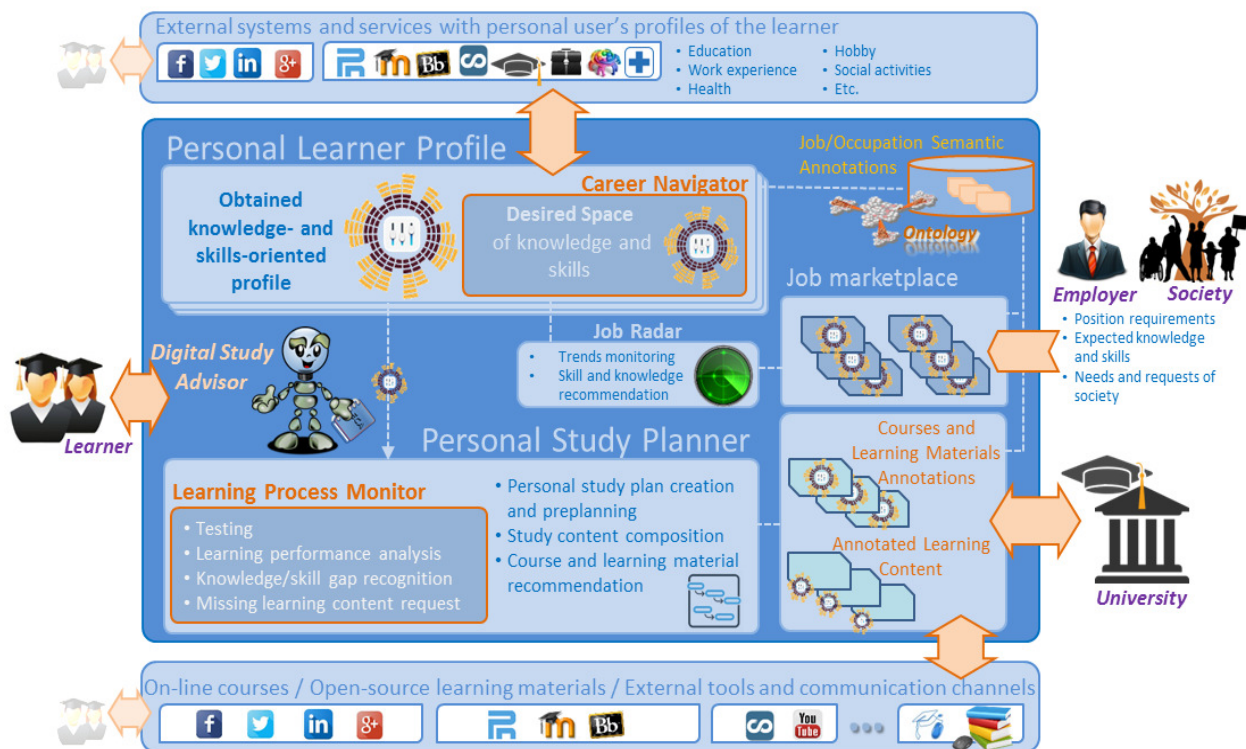 External systems and services with personal user's profiles of the learner
f
in
g+
m
Bb
• Education
• Work experience
• Health
• Hobby
• Social activities
• Etc.
Personal Learner Profile
Job/Occupation Semantic
Annotations
Career Navigator
Obtained
knowledge- and
skills-oriented
profile
Desired Space
of knowledge and
skills
Ontology
Job marketplace
Employer
Society
• Position requirements
• Expected knowledge
and skills
• Needs and requests of
society
Job Radar
• Trends monitoring
• Skill and knowledge
recommendation
Digital Study
Advisor
Learner
Personal Study Planner
Courses and
Learning Materials
Annotations
Learning Process Monitor
• Testing
• Learning performance analysis
• Knowledge/skill gap recognition
• Missing learning content request
• Personal study plan creation
and preplanning
• Study content composition
• Course and learning material
recommendation
Annotated Learning
Content
University
On-line courses / Open-source learning materials / External tools and communication channels
f
in
g+
m
Bb
You
Tube